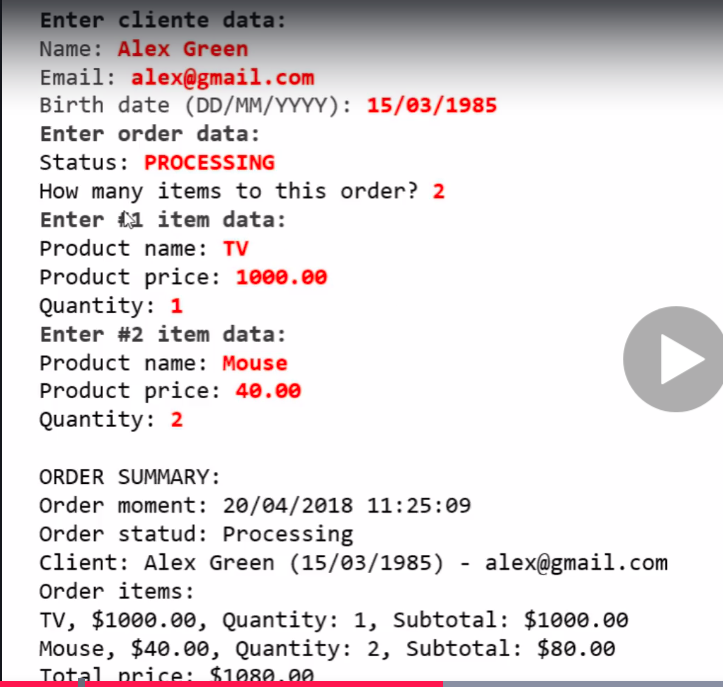 Enter cliente data:
Name: Alex Green
Email: alex@gmail.com
Birth date (DD/MM/YYYY): 15/03/1985
Enter order data:
Status: PROCESSING
How many items to this order? 2
Enter #1 item data:
Product name: TV
Product price: 1000.00
Quantity: 1
Enter #2 item data:
Product name: Mouse
Product price: 40.00
Quantity: 2
ORDER SUMMARY:
Order moment: 20/04/2018 11:25:09
Order statud: Processing
Client: Alex Green (15/03/1985) - alex@gmail.com
Order items:
TV, $1000.00, Quantity: 1, Subtotal: $1000.00
Mouse, $40.00, Quantity: 2, Subtotal: $80.00
Total price: $1080.00